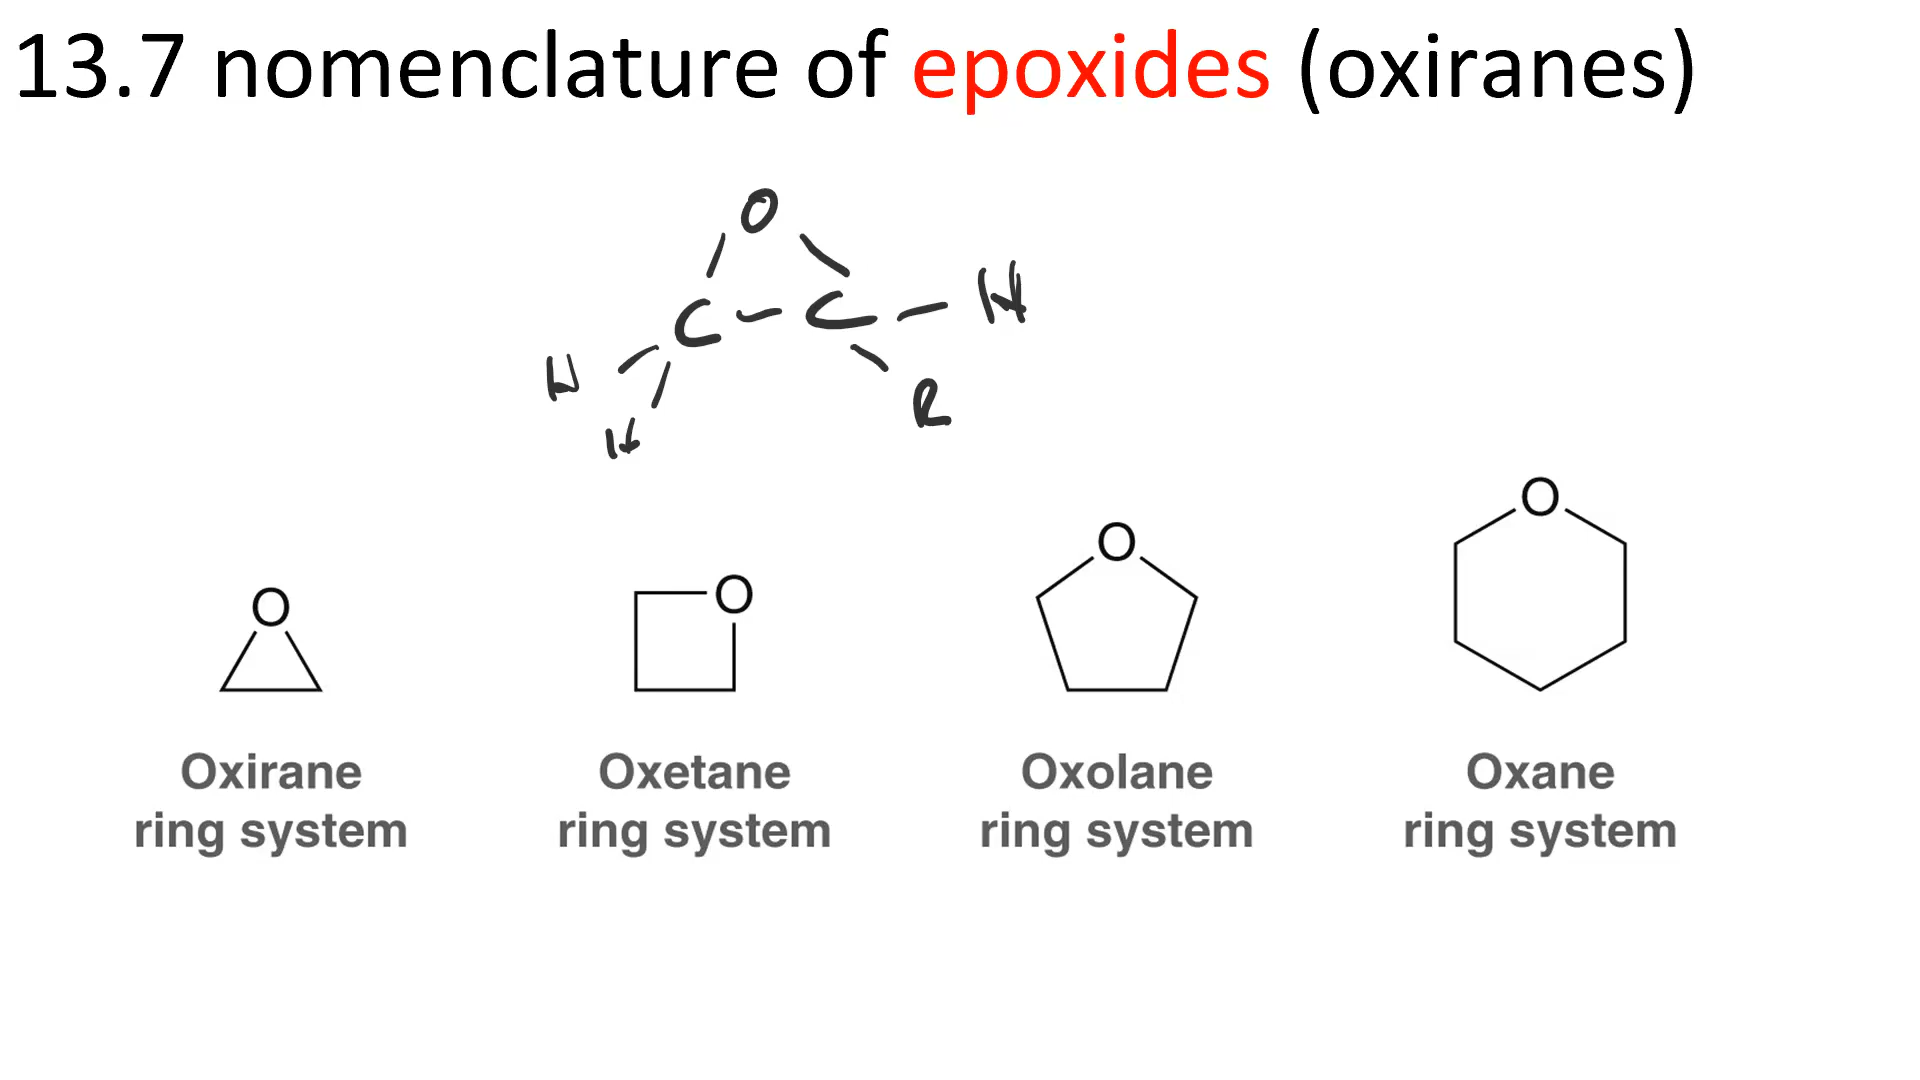 13.7 nomenclature of epoxides (oxiranes)
O
C - C - H
H
R
H
O
O
O
O
Oxirane
ring system
Oxetane
ring system
Oxolane
ring system
Oxane
ring system